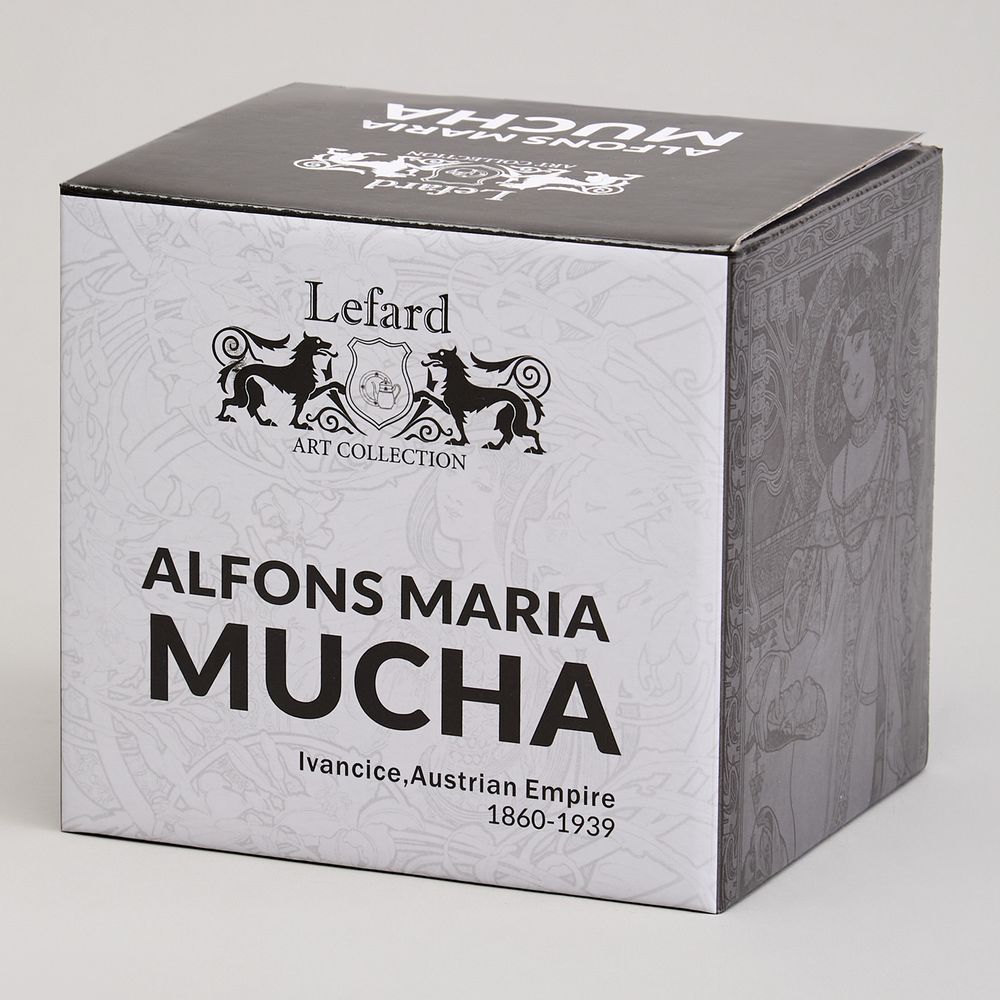 ALFONS MARIA
MUCHA
Lefard
ART COLLECTION
Lefard
ART COLLECTION
ALFONS MARIA
MUCHA
Ivancice,Austrian Empire
1860-1939